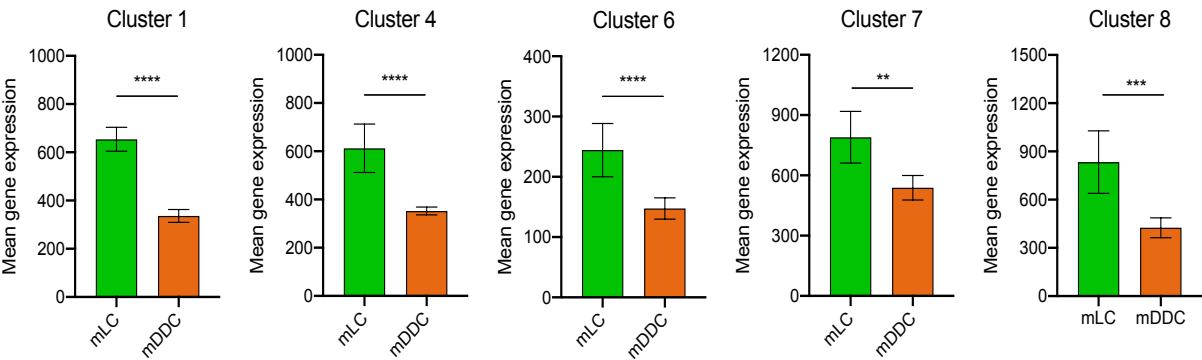 Cluster 1
Mean gene expression
1000
800
600
400
200
0
****
mLC
mDDC
Cluster 4
Mean gene expression
1000
800
600
400
200
0
****
mLC
mDDC
Cluster 6
Mean gene expression
400
300
200
100
0
****
mLC
mDDC
Cluster 7
Mean gene expression
1200
900
600
300
0
**
mLC
mDDC
Cluster 8
Mean gene expression
1500
1200
900
600
300
0
***
mLC mDDC